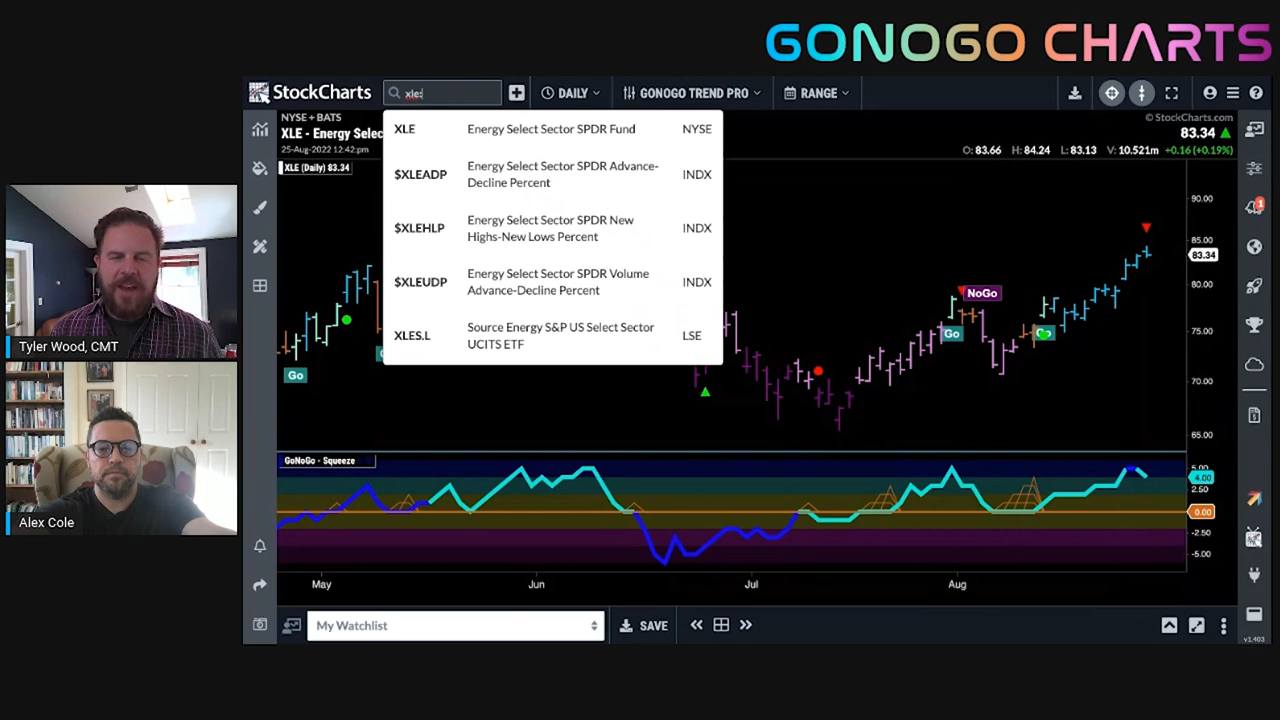 GONOGO CHARTS
StockCharts
xle:
DAILY
GONOGO TREND PRO
RANGE
NYSE + BATS
© StockCharts.com
XLE - Energy Selec
83.34
25-Aug-2022 12:42pm
O: 83.66 H: 84.24 L: 83.13 V: 10.521m +0.16 (+0.19%)
XLE (Daily) 83.34
XLE Energy Select Sector SPDR Fund NYSE
$XLEADP Energy Select Sector SPDR Advance-
Decline Percent INDX
$XLEHLP Energy Select Sector SPDR New
Highs-New Lows Percent INDX
$XLEUDP Energy Select Sector SPDR Volume
Advance-Decline Percent INDX
XLES.L Source Energy S&P US Select Sector
UCITS ETF LSE
90.00
85.00
83.34
80.00
75.00
70.00
65.00
NoGo
Go
Go
Go
1
Tyler Wood, CMT
Alex Cole
GoNoGo - Squeeze
5.00
4.00
2.50
0.00
-2.50
-5.00
May Jun Jul Aug
My Watchlist
SAVE
v1.403